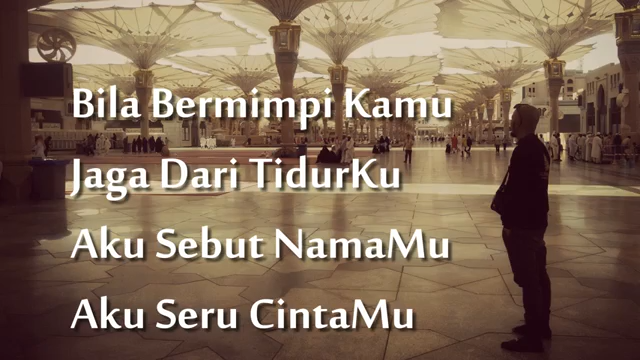 Bila Bermimpi Kamu
Jaga Dari TidurKu
Aku Sebut NamaMu
Aku Seru CintaMu